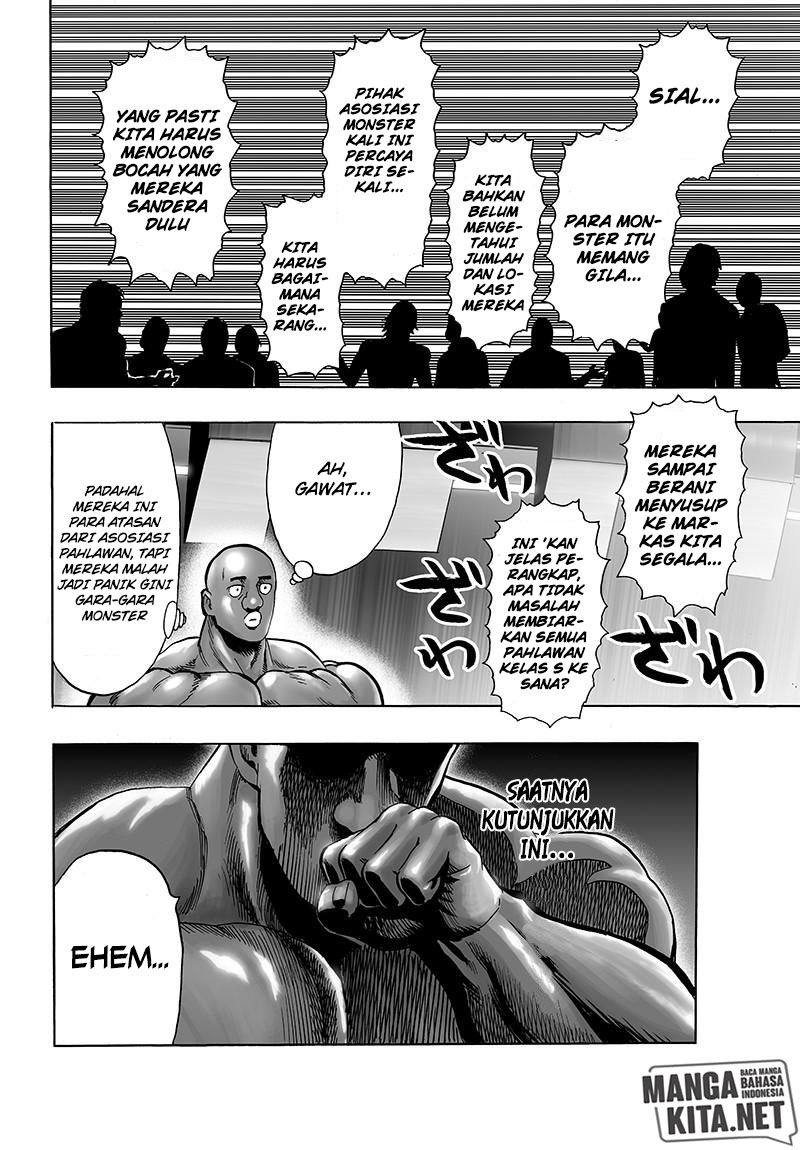 SIAL...
PARA MON-
STER ITU
MEMANG
GILA...
KITA
BAHKAN
BELUM
MENGE-
TAHUI
JUMLAH
DAN LO-
KASI
MEREKA
PIHAK
ASOSIASI
MONSTER
KALI INI
PERCAYA
DIRI SE-
KALI...
KITA
HARUS
BAGAI-
MANA
SEKA-
RANG...
YANG PASTI
KITA HARUS
MENOLONG
BOCAH YANG
MEREKA
SANDERA
DULU
MEREKA
SAMPAI
BERANI
MENYUSUP
KE MAR-
KAS KITA
SEGALA...
ざわ
INI 'KAN
JELAS PE-
RANGKAP,
APA TIDAK
MASALAH
MEMBIAR-
KAN SEMUA
PAHLAWAN
KELAS S KE
SANA?
ざわ
ざわ
AH,
GAWAT...
PADAHAL
MEREKA INI
PARA ATASAN
DARI ASOSIASI
PAHLAWAN, TAPI
MEREKA MALAH
JADI PANIK GINI
GARA-GARA
MONSTER
SAATNYA
KUTUNJUKKAN
INI...
EHEM...
MANGA
BACA MANGA
BAHASA
INDONESIA
KITA.NET